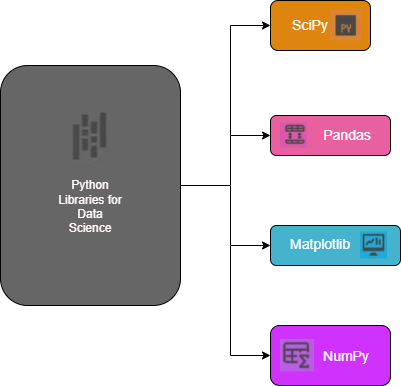 Python
Libraries for
Data
Science
SciPy
PY
Pandas
Matplotlib
NumPy